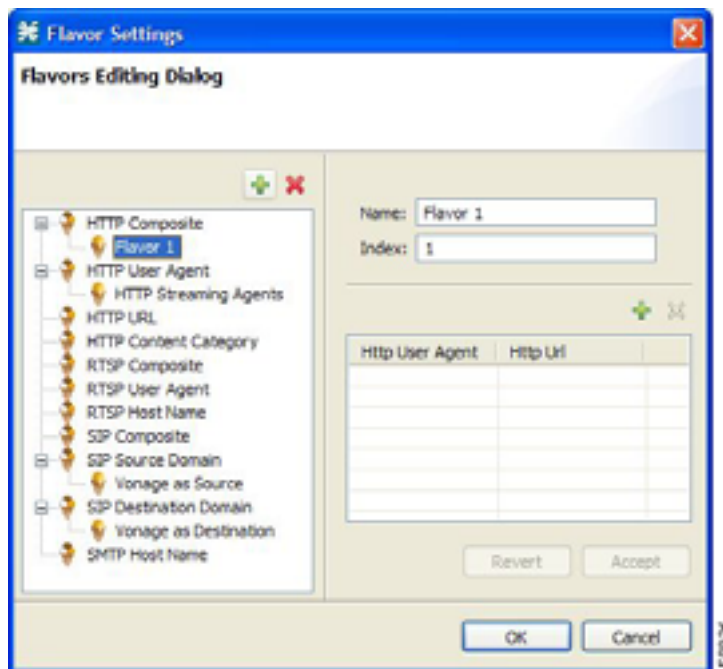 Flavor Settings
Flavors Editing Dialog
HTTP Composite
Flavor 1
HTTP User Agent
HTTP Streaming Agents
HTTP URL
HTTP Content Category
RTSP Composite
RTSP User Agent
RTSP Host Name
SIP Composite
SIP Source Domain
Vonage as Source
SIP Destination Domain
Vonage as Destination
SMTP Host Name
Name: Flavor 1
Index: 1
Http User Agent Http Url
Revert Accept
OK Cancel